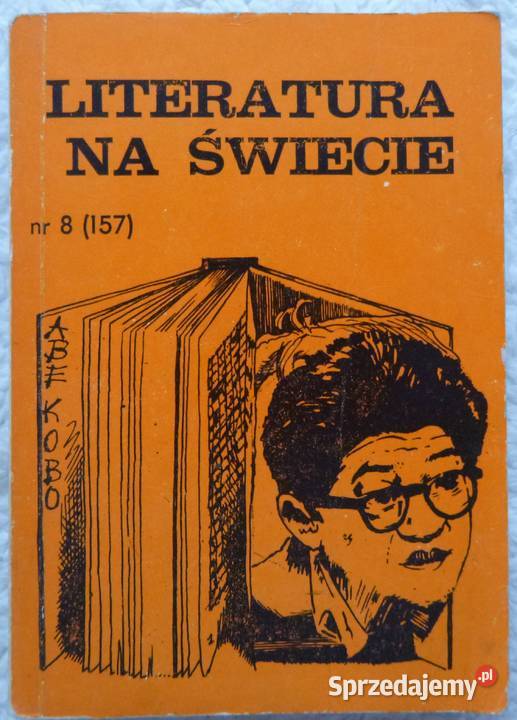 LITERATURA
NA ŚWIECIE
nr 8 (157)
ABE KOBO
Sprzedajemy.pl